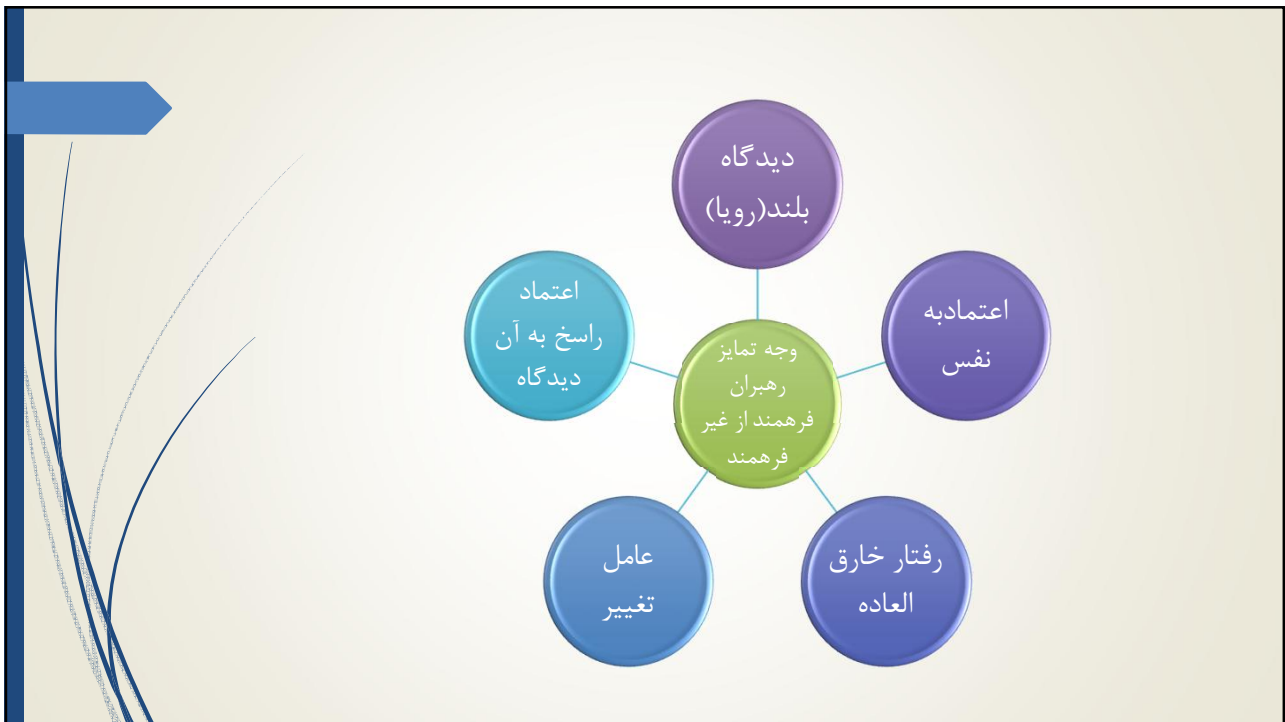 دیدگاه
بلند(رویا)
اعتمادبه
نفس
رفتار خارق
العاده
عامل
تغییر
اعتماد
راسخ به آن
دیدگاه
وجه تمایز
رهبران
فرهمند از غیر
فرهمند